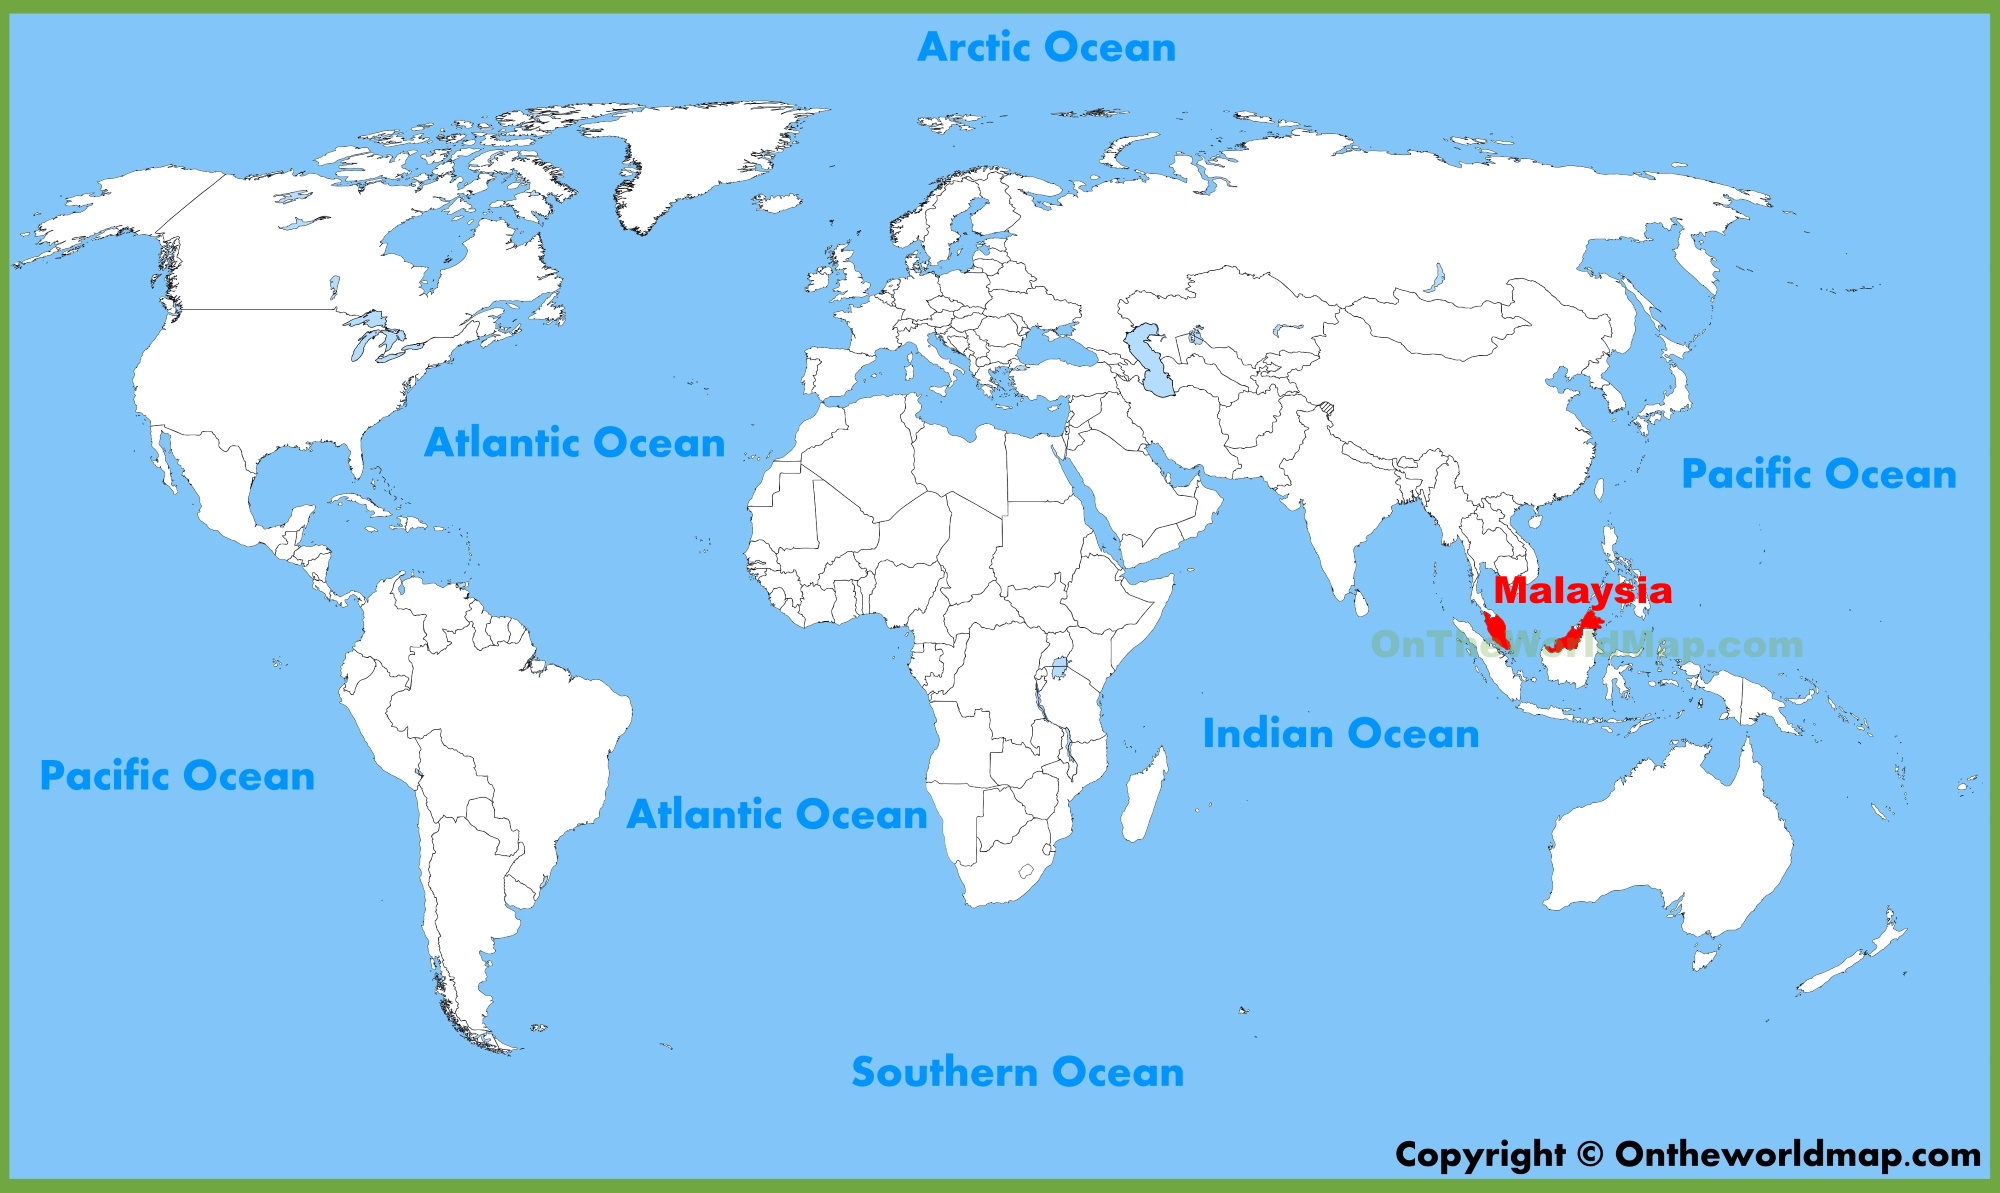 Arctic Ocean
Atlantic Ocean
Pacific Ocean
Malaysia
OnTheWorldMap.com
Indian Ocean
Pacific Ocean
Atlantic Ocean
Southern Ocean
Copyright © Ontheworldmap.com